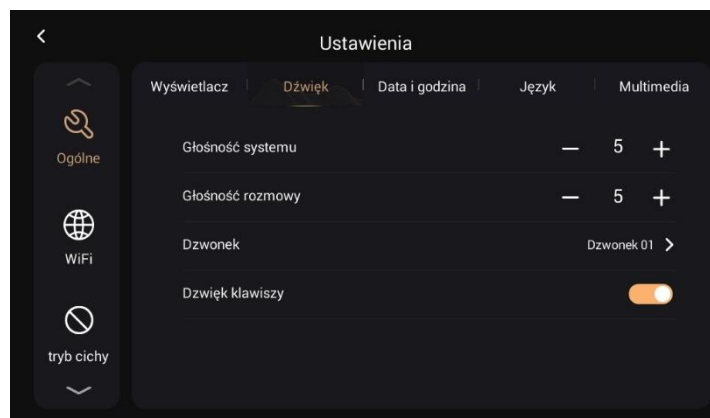 Ustawienia
Wyświetlacz Dźwięk Data i godzina Język Multimedia
Ogólne
WiFi
tryb cichy
Głośność systemu 5
Głośność rozmowy 5
Dzwonek Dzwonek 01
Dzwięk klawiszy